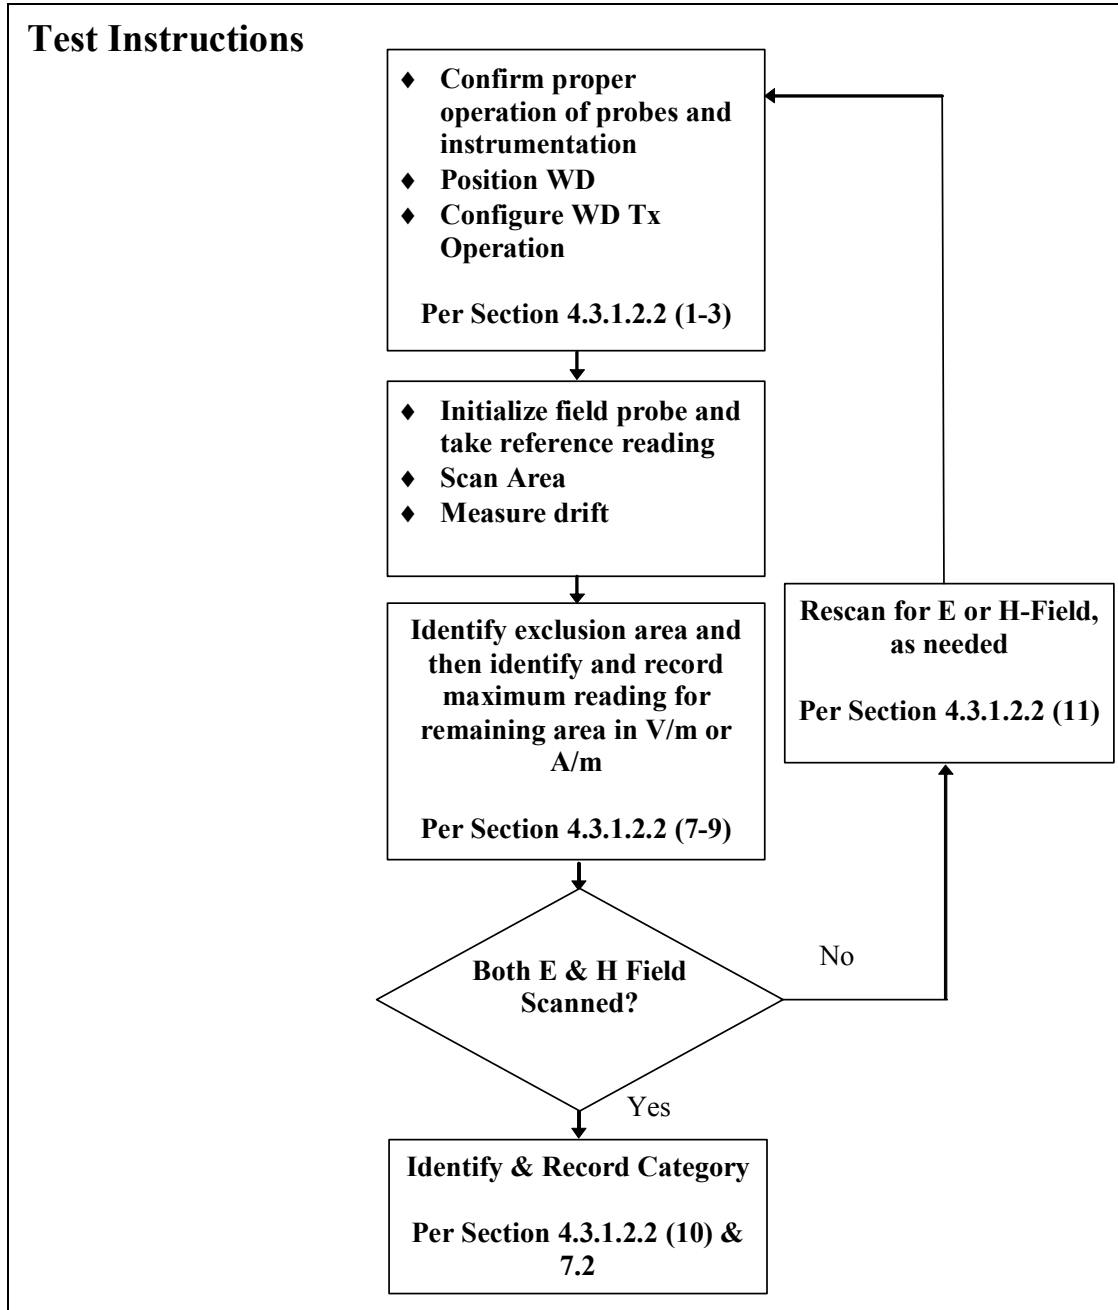 Test Instructions
♦ Confirm proper
operation of probes and
instrumentation
♦ Position WD
♦ Configure WD Tx
Operation
Per Section 4.3.1.2.2 (1-3)
♦ Initialize field probe and
take reference reading
♦ Scan Area
♦ Measure drift
Identify exclusion area and
then identify and record
maximum reading for
remaining area in V/m or
A/m
Per Section 4.3.1.2.2 (7-9)
Rescan for E or H-Field,
as needed
Per Section 4.3.1.2.2 (11)
Both E & H Field
Scanned?
No
Yes
Identify & Record Category
Per Section 4.3.1.2.2 (10) &
7.2